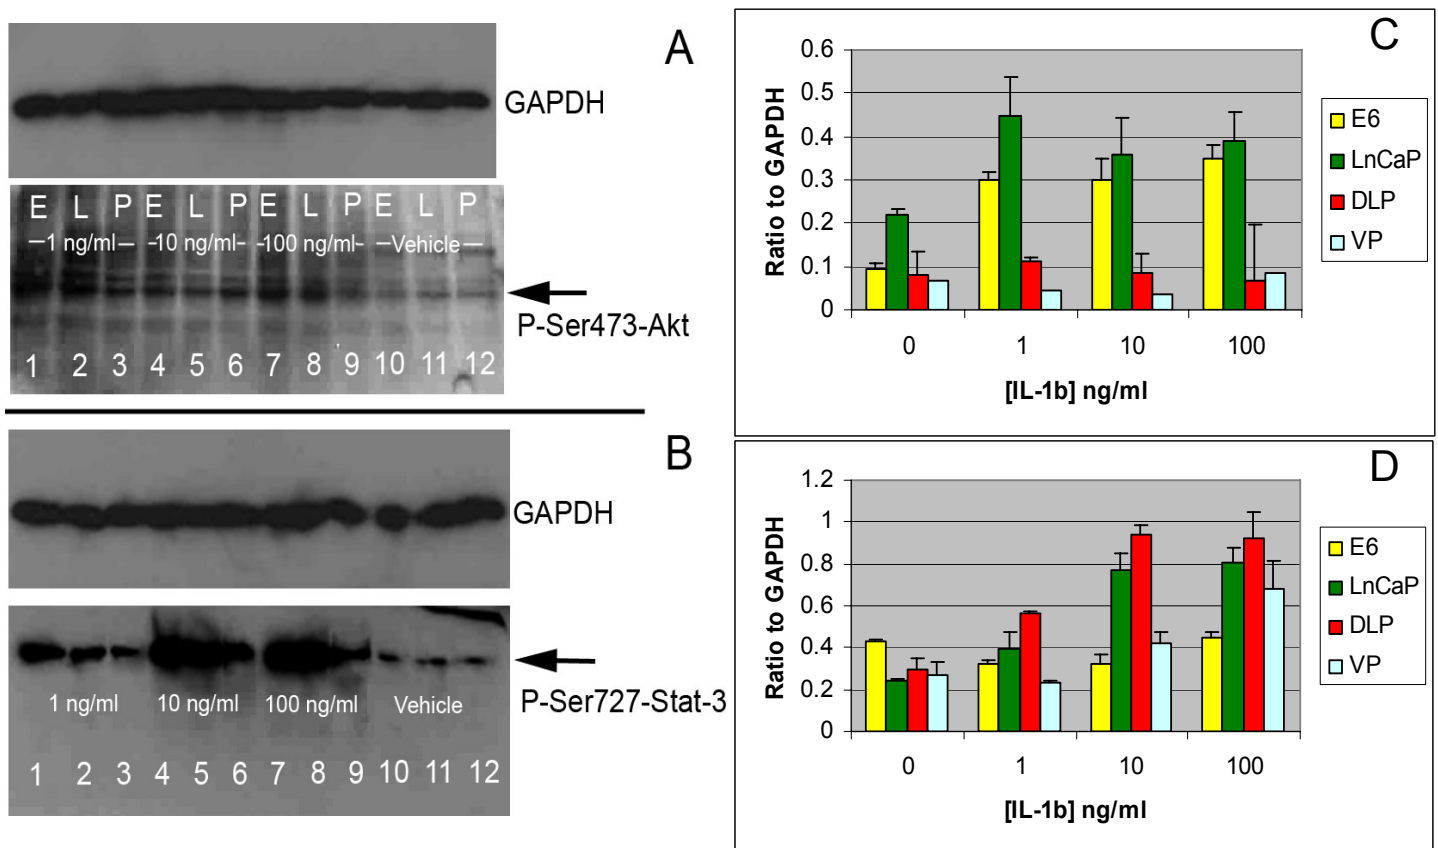 A
GAPDH
E L P E L P E L P E L P
1 ng/ml 10 ng/ml 100 ng/ml Vehicle
P-Ser473-Akt
1 2 3 4 5 6 7 8 9 10 11 12
B
GAPDH
P-Ser727-Stat-3
1 ng/ml 10 ng/ml 100 ng/ml Vehicle
1 2 3 4 5 6 7 8 9 10 11 12
C
Ratio to GAPDH
0.6
0.5
0.4
0.3
0.2
0.1
0
0 1 10 100
[IL-1b] ng/ml
E6
LnCaP
DLP
VP
D
Ratio to GAPDH
1.2
1
0.8
0.6
0.4
0.2
0
0 1 10 100
[IL-1b] ng/ml
E6
LnCaP
DLP
VP